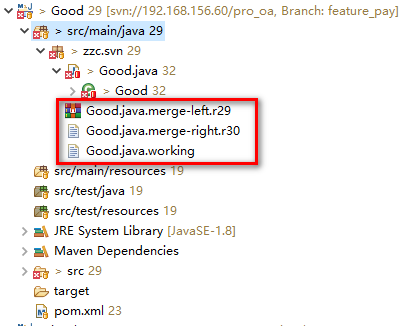 > Good 29 [svn://192.168.156.60/pro_oa, Branch: feature_pay]
> src/main/java 29
> zzc.svn 29
> Good.java 32
> Good 32
Good.java.merge-left.r29
Good.java.merge-right.r30
Good.java.working
src/main/resources 19
src/test/java 19
src/test/resources 19
JRE System Library [JavaSE-1.8]
Maven Dependencies
> src 29
target
pom.xml 23